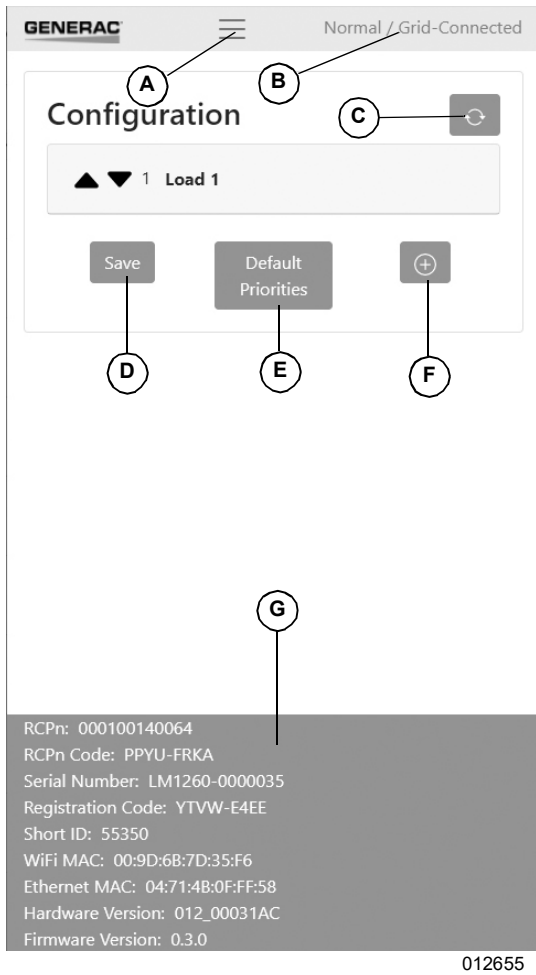 GENERAC
Normal / Grid-Connected
A
B
Configuration
C
1 Load 1
Save
Default
Priorities
D
E
F
G
RCPn: 000100140064
RCPn Code: PPYU-FRKA
Serial Number: LM1260-0000035
Registration Code: YTVW-E4EE
Short ID: 55350
WiFi MAC: 00:9D:6B:7D:35:F6
Ethernet MAC: 04:71:4B:0F:FF:58
Hardware Version: 012_00031AC
Firmware Version: 0.3.0
012655